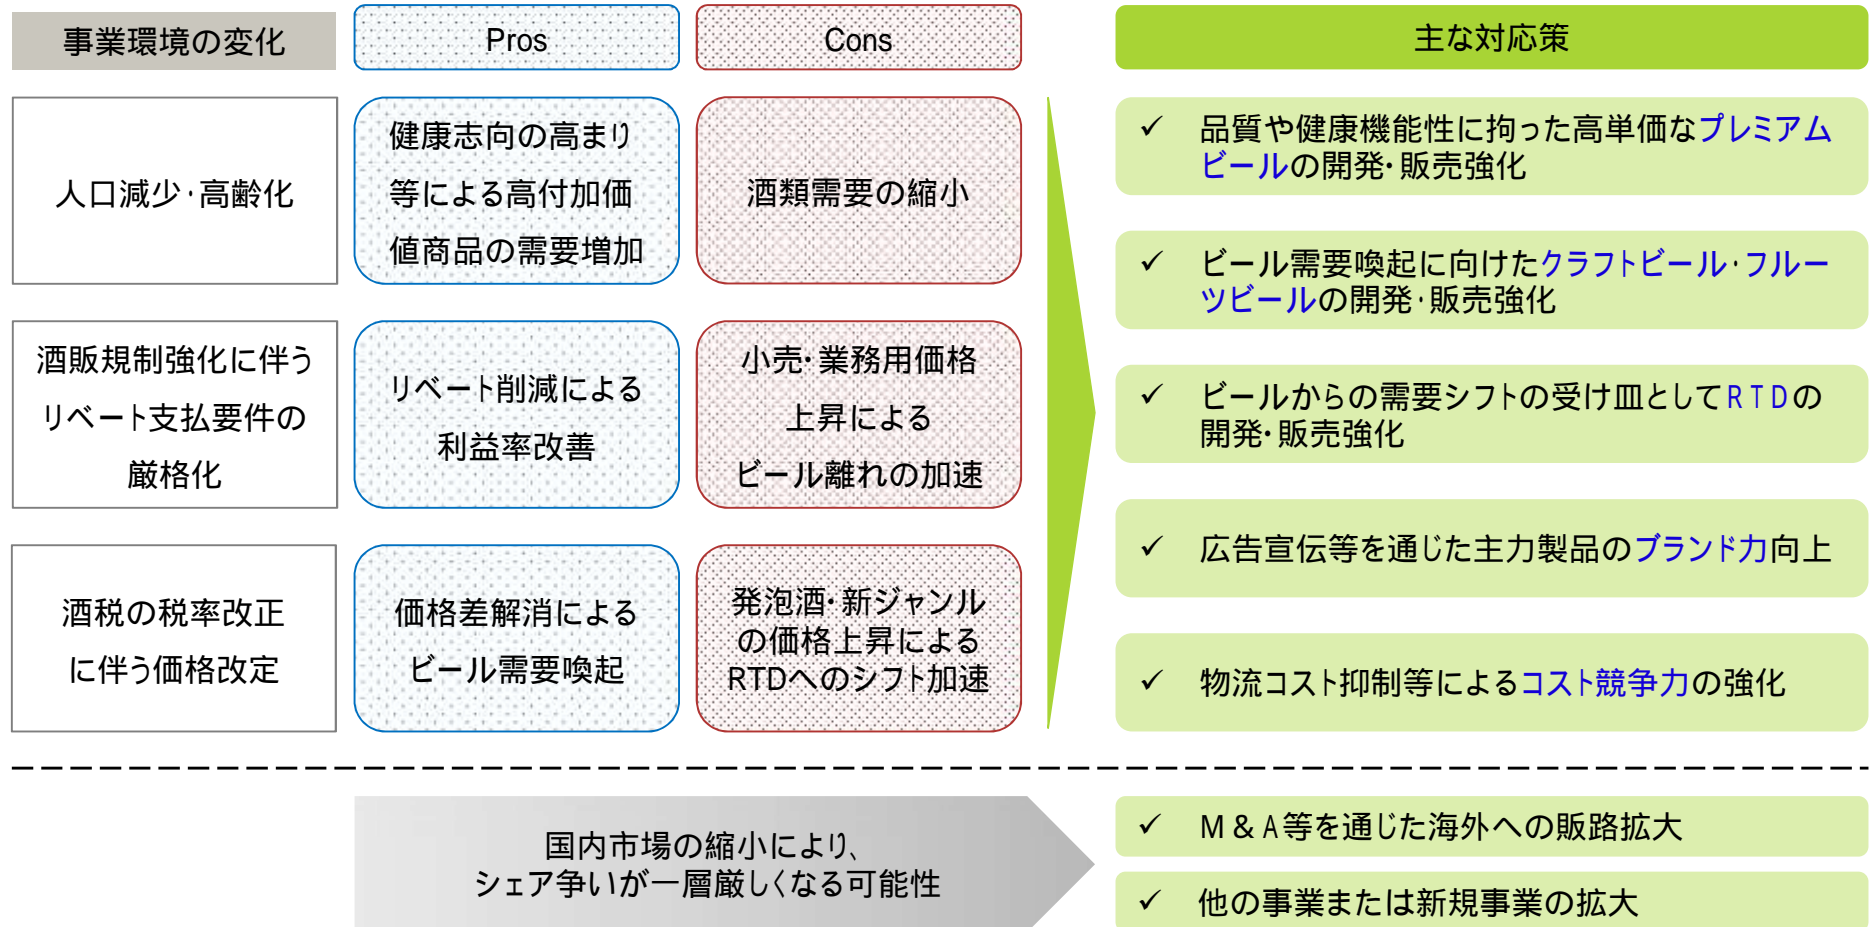 事業環境の変化
Pros
Cons
主な対応策
人口減少・高齢化
健康志向の高まり
等による高付加価
値商品の需要増加
酒類需要の縮小
酒販規制強化に伴う
リベート支払要件の
厳格化
リベート削減による
利益率改善
小売・業務用価格
上昇による
ビール離れの加速
酒税の税率改正
に伴う価格改定
価格差解消による
ビール需要喚起
発泡酒・新ジャンル
の価格上昇による
RTDへのシフト加速
✓ 品質や健康機能性に拘った高単価なプレミアム
ビールの開発・販売強化
✓ ビール需要喚起に向けたクラフトビール・フルー
ツビールの開発・販売強化
✓ ビールからの需要シフトの受け皿としてRTDの
開発・販売強化
✓ 広告宣伝等を通じた主力製品のブランド力向上
✓ 物流コスト抑制等によるコスト競争力の強化
国内市場の縮小により、
シェア争いが一層厳しくなる可能性
✓ M&A等を通じた海外への販路拡大
✓ 他の事業または新規事業の拡大